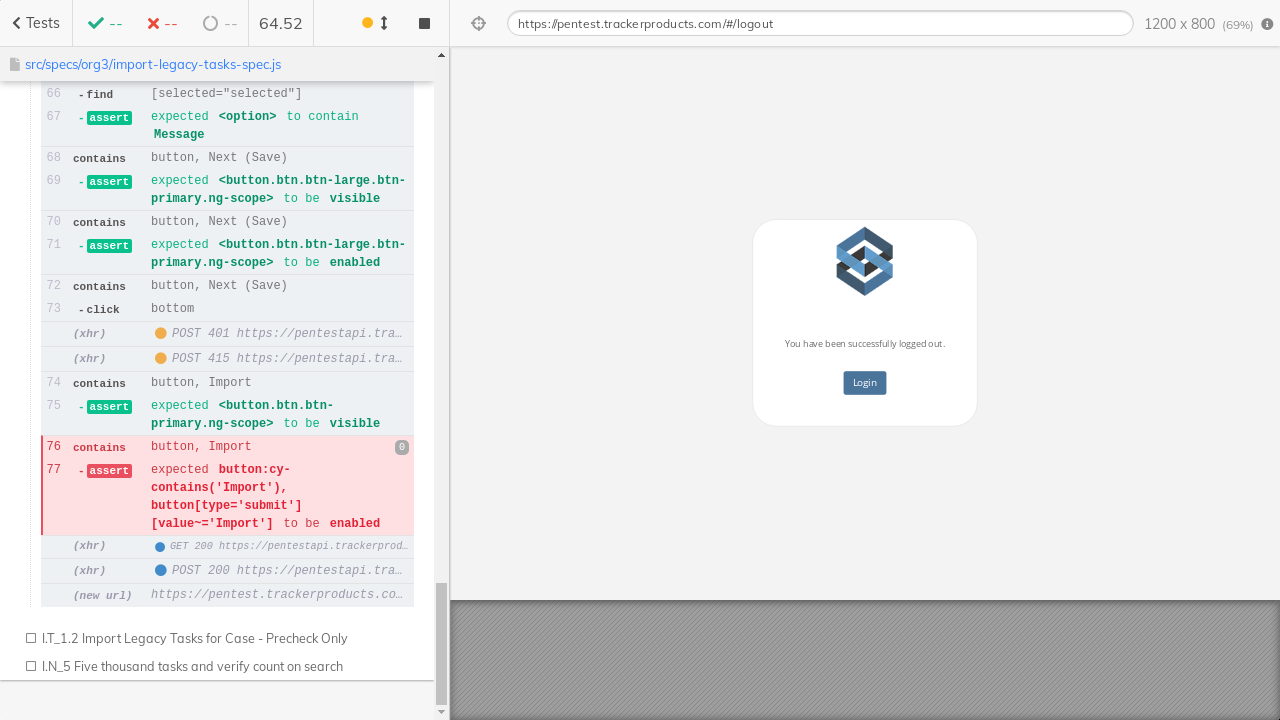 Tests
--
--
--
64.52
https://pentest.trackerproducts.com/#/logout
1200 x 800 (69%)
src/specs/org3/import-legacy-tasks-spec.js
66 - find [selected="selected"]
67 - assert expected <option> to contain
Message
68 contains button, Next (Save)
69 - assert expected <button.btn.btn-large.btn-
primary.ng-scope> to be visible
70 contains button, Next (Save)
71 - assert expected <button.btn.btn-large.btn-
primary.ng-scope> to be enabled
72 contains button, Next (Save)
73 - click bottom
(xhr) POST 401 https://pentestapi.tra…
(xhr) POST 415 https://pentestapi.tra…
74 contains button, Import
75 - assert expected <button.btn.btn-
primary.ng-scope> to be visible
76 contains button, Import 0
77 - assert expected button:cy-
contains('Import'),
button[type='submit']
[value~='Import'] to be enabled
(xhr) GET 200 https://pentestapi.trackerprod…
(xhr) POST 200 https://pentestapi.tra…
(new url) https://pentest.trackerproducts.co…
I.T_1.2 Import Legacy Tasks for Case - Precheck Only
I.N_5 Five thousand tasks and verify count on search
You have been successfully logged out.
Login